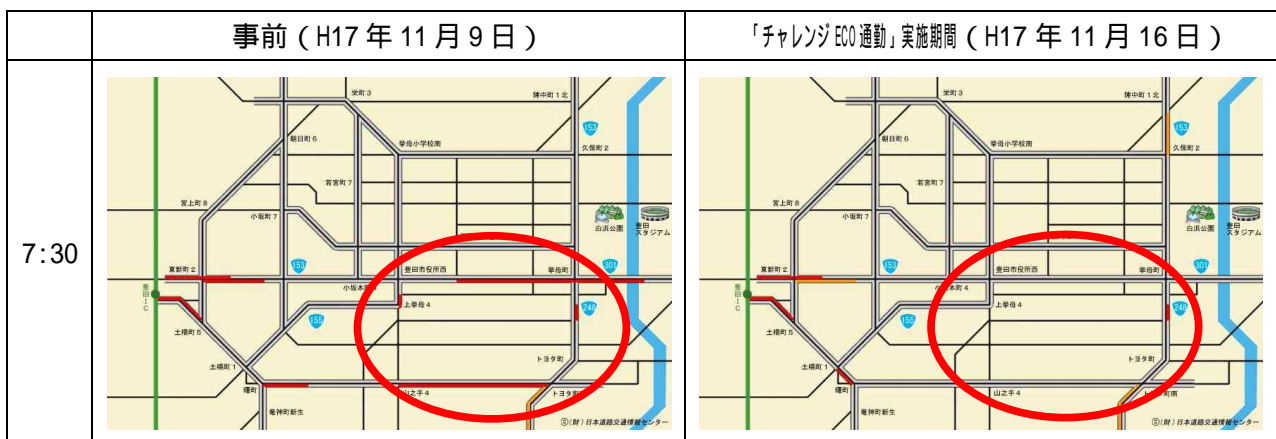 事前（H17年11月9日）
「チャレンジECO通勤」実施期間（H17年11月16日）
7:30
栄町3
陣中町1北
153
朝日町6
挙母小学校南
久保町2
若宮町7
宮上町8
小坂町7
白浜公園
豊田スタジアム
東新町2
153
豊田市役所西
挙母町
301
豊田IC
小坂本町4
上挙母4
155
248
土橋町5
トヨタ町
土橋町1
曙町
山之手4
竜神町新生
©(財)日本道路交通情報センター
栄町3
陣中町1北
153
朝日町6
挙母小学校南
久保町2
若宮町7
宮上町8
小坂町7
白浜公園
豊田スタジアム
東新町2
153
豊田市役所西
挙母町
301
豊田IC
小坂本町4
上挙母4
155
248
土橋町5
トヨタ町
土橋町1
曙町
山之手4
竜神町新生
©(財)日本道路交通情報センター